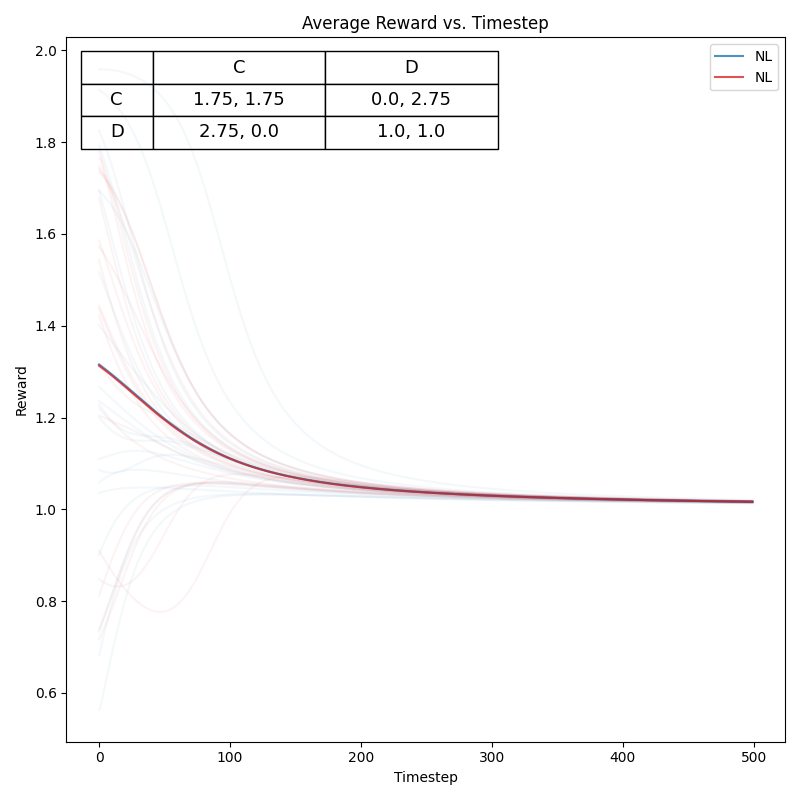 Average Reward vs. Timestep
C D
C 1.75, 1.75 0.0, 2.75
D 2.75, 0.0 1.0, 1.0
NL
NL
2.0
1.8
1.6
1.4
1.2
1.0
0.8
0.6
Reward
0 100 200 300 400 500
Timestep